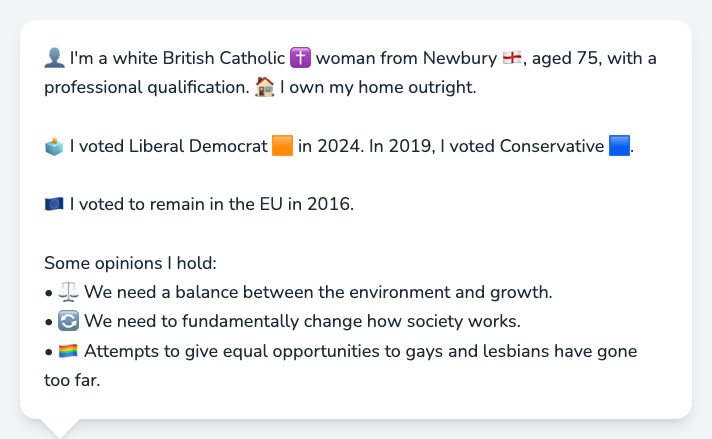 👤 I'm a white British Catholic ✝️ woman from Newbury 🏴󠁧󠁢󠁥󠁮󠁧󠁿, aged 75, with a
professional qualification. 🏠 I own my home outright.
🗳️ I voted Liberal Democrat 🟧 in 2024. In 2019, I voted Conservative 🟦.
🇪🇺 I voted to remain in the EU in 2016.
Some opinions I hold:
• ⚖️ We need a balance between the environment and growth.
• 🔄 We need to fundamentally change how society works.
• 🏳️‍🌈 Attempts to give equal opportunities to gays and lesbians have gone
too far.